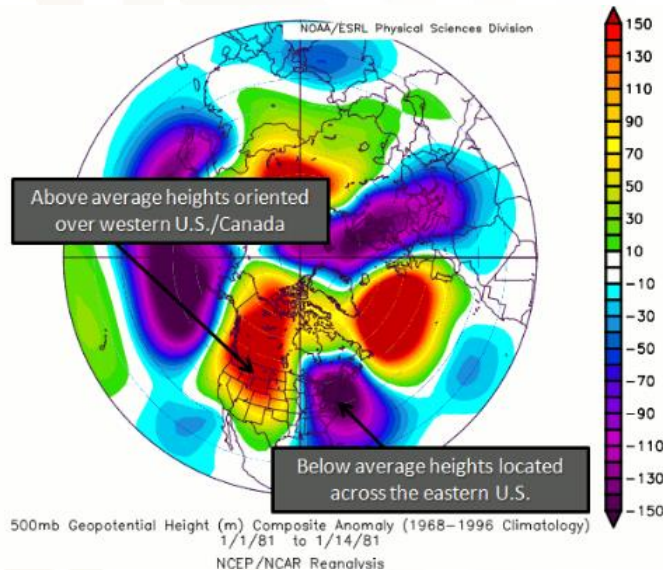 NOAA/ESRL Physical Sciences Division
Above average heights oriented
over western U.S./Canada
Below average heights located
across the eastern U.S.
150
130
110
90
70
50
30
10
-10
-30
-50
-70
-90
-110
-130
-150
500mb Geopotential Height (m) Composite Anomaly (1968-1996 Climatology)
1/1/81 to 1/14/81
NCEP/NCAR Reanalysis